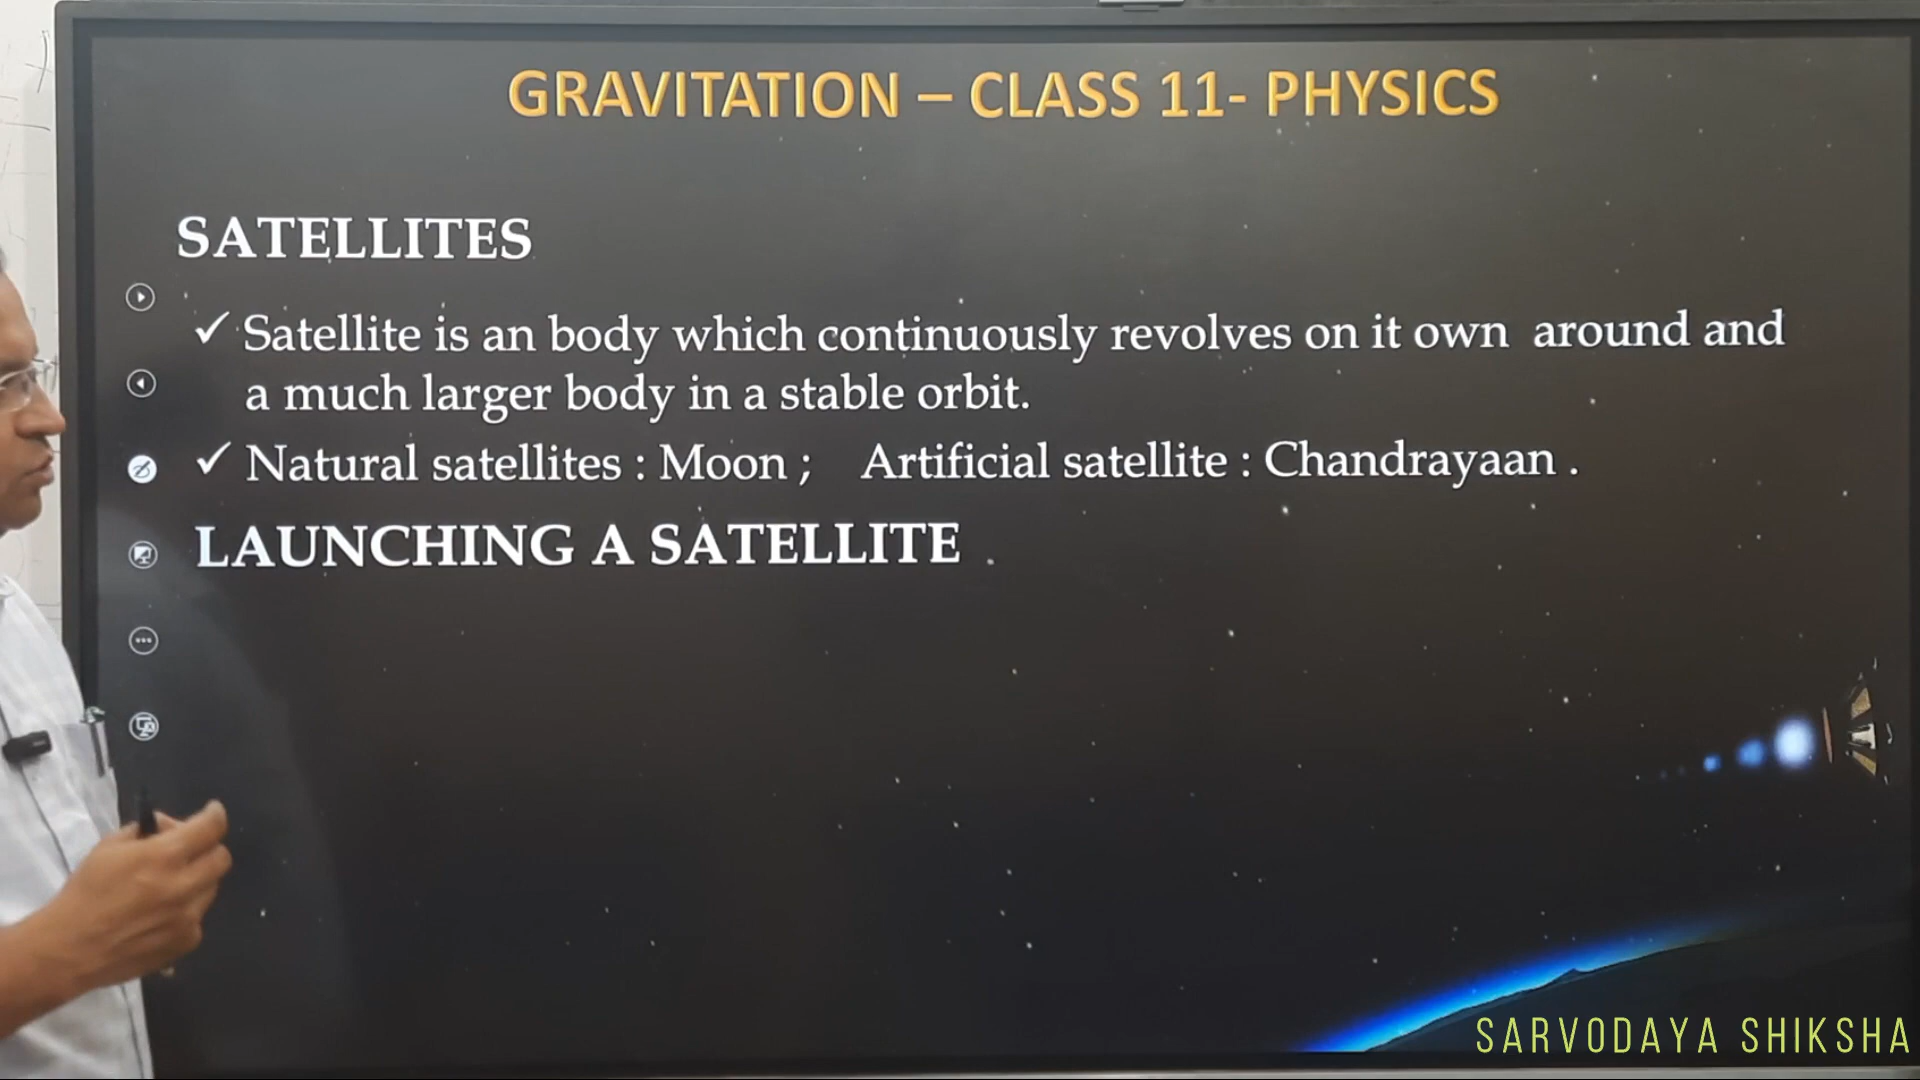 GRAVITATION – CLASS 11- PHYSICS
SATELLITES
✓ Satellite is an body which continuously revolves on it own around and
a much larger body in a stable orbit.
✓ Natural satellites : Moon ; Artificial satellite : Chandrayaan .
LAUNCHING A SATELLITE
SARVODAYA SHIKSHA